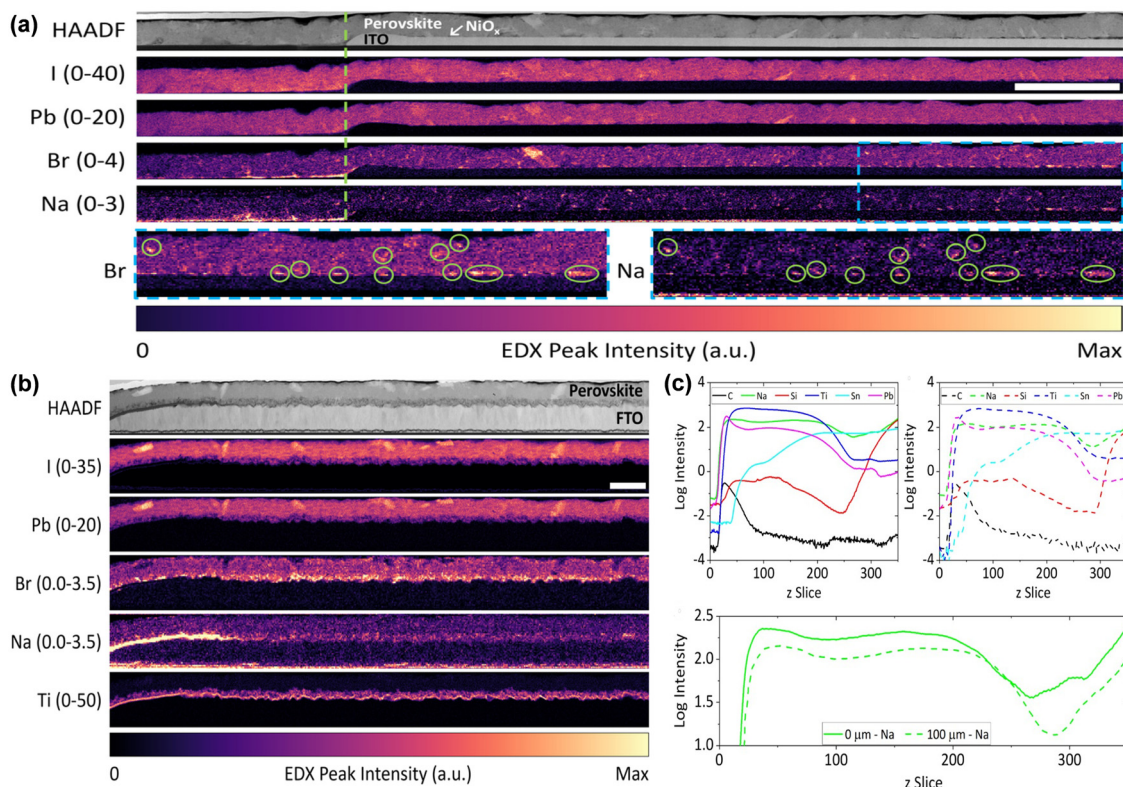 (a)
HAADF
Perovskite
NiOx
ITO
I (0-40)
Pb (0-20)
Br (0-4)
Na (0-3)
Br
Na
0 EDX Peak Intensity (a.u.) Max
(b)
HAADF
Perovskite
FTO
I (0-35)
Pb (0-20)
Br (0.0-3.5)
Na (0.0-3.5)
Ti (0-50)
0 EDX Peak Intensity (a.u.) Max
(c)
C Na Si Ti Sn Pb
4
2
0
-2
-4
Log Intensity
0 100 200 300
z Slice
C Na Si Ti Sn Pb
4
2
0
-2
-4
Log Intensity
0 100 200 300
z Slice
2.5
2.0
1.5
1.0
Log Intensity
0 μm - Na 100 μm - Na
0 100 200 300
z Slice